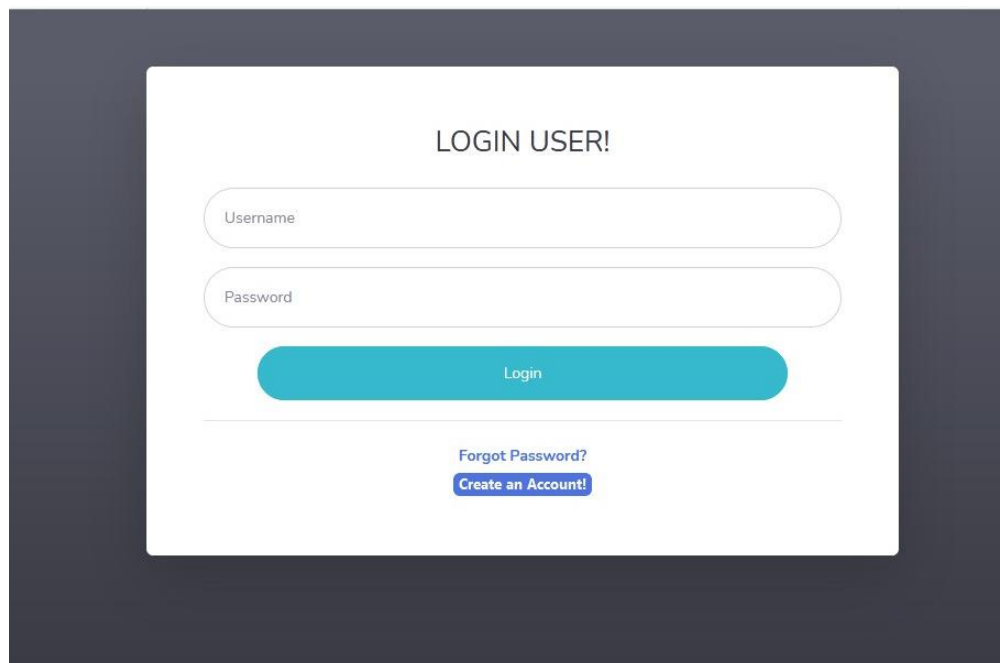 LOGIN USER!
Username
Password
Login
Forgot Password?
Create an Account!